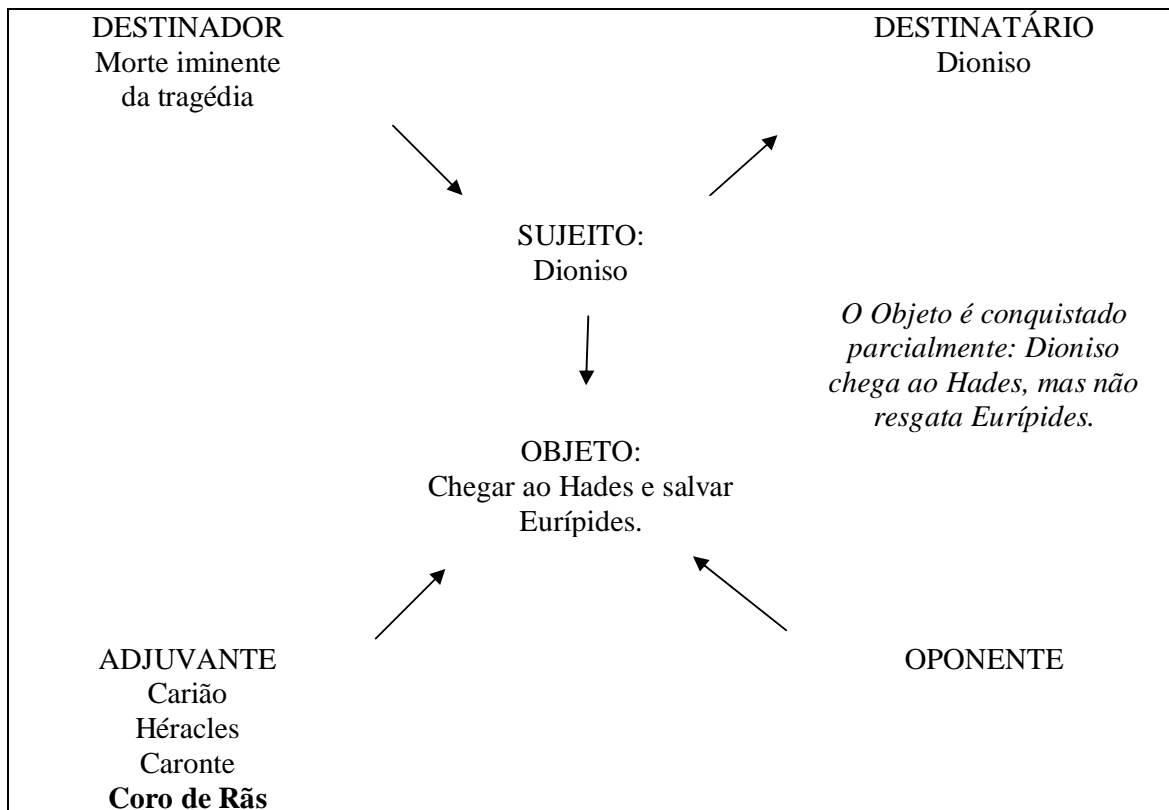 DESTINADOR
Morte iminente
da tragédia
DESTINATÁRIO
Dioniso
SUJEITO:
Dioniso
O Objeto é conquistado
parcialmente: Dioniso
chega ao Hades, mas não
resgata Eurípides.
OBJETO:
Chegar ao Hades e salvar
Eurípides.
ADJUVANTE
Carião
Héracles
Caronte
Coro de Rãs
OPONENTE